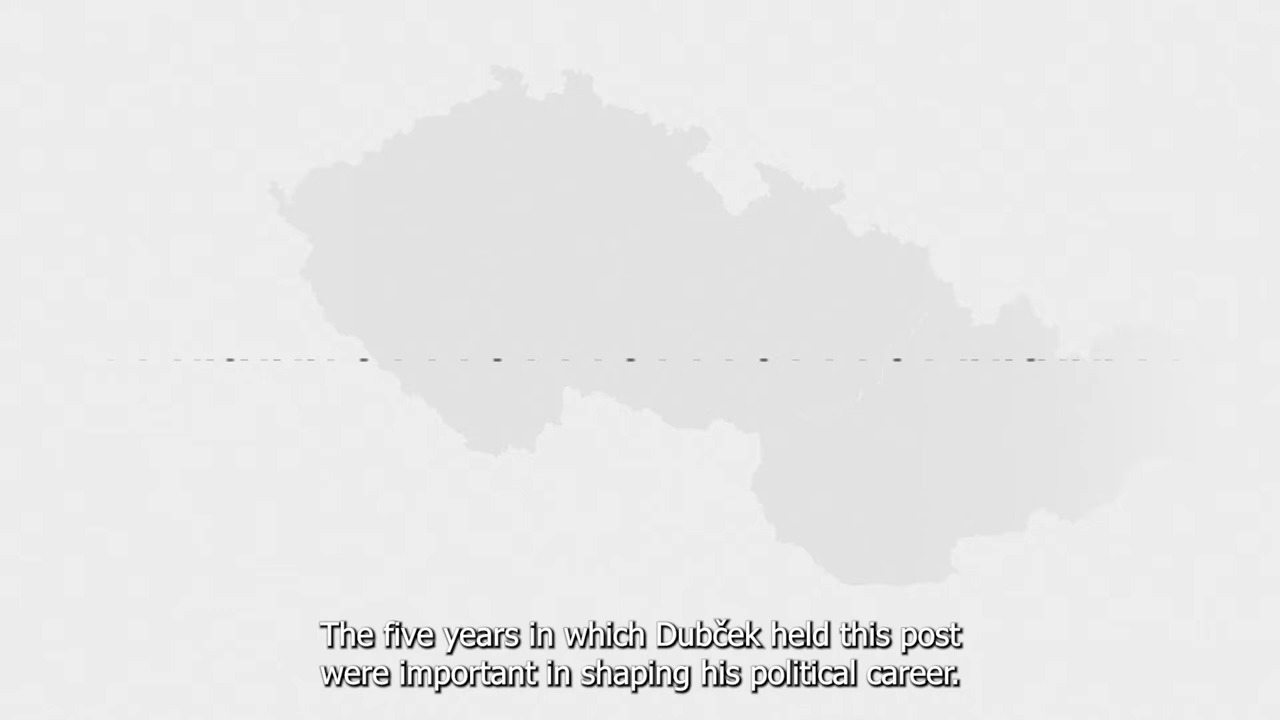 The five years in which Dubček held this post
were important in shaping his political career.